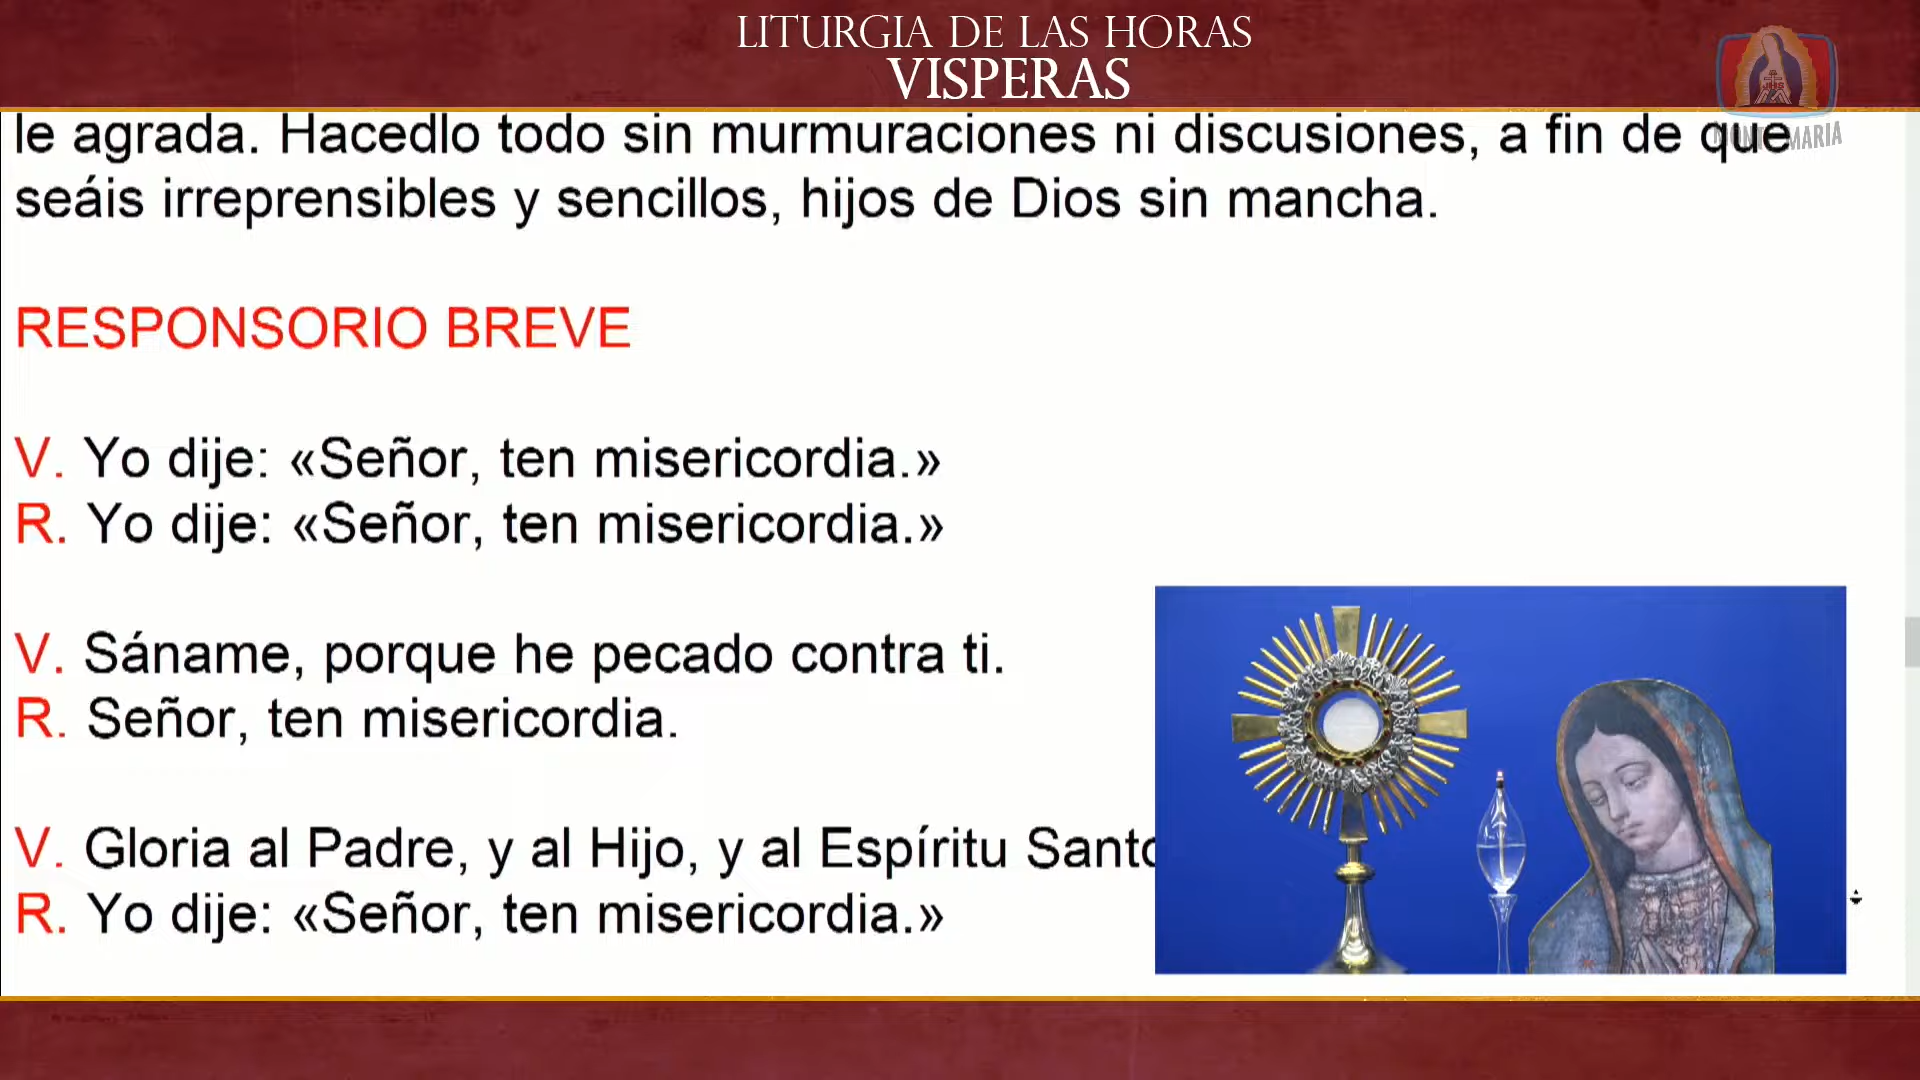 LITURGIA DE LAS HORAS
VISPERAS
le agrada. Hacedlo todo sin murmuraciones ni discusiones, a fin de que
seáis irreprensibles y sencillos, hijos de Dios sin mancha.
RESPONSORIO BREVE
V. Yo dije: «Señor, ten misericordia.»
R. Yo dije: «Señor, ten misericordia.»
V. Sáname, porque he pecado contra ti.
R. Señor, ten misericordia.
V. Gloria al Padre, y al Hijo, y al Espíritu Santo
R. Yo dije: «Señor, ten misericordia.»
JHS
MARIA